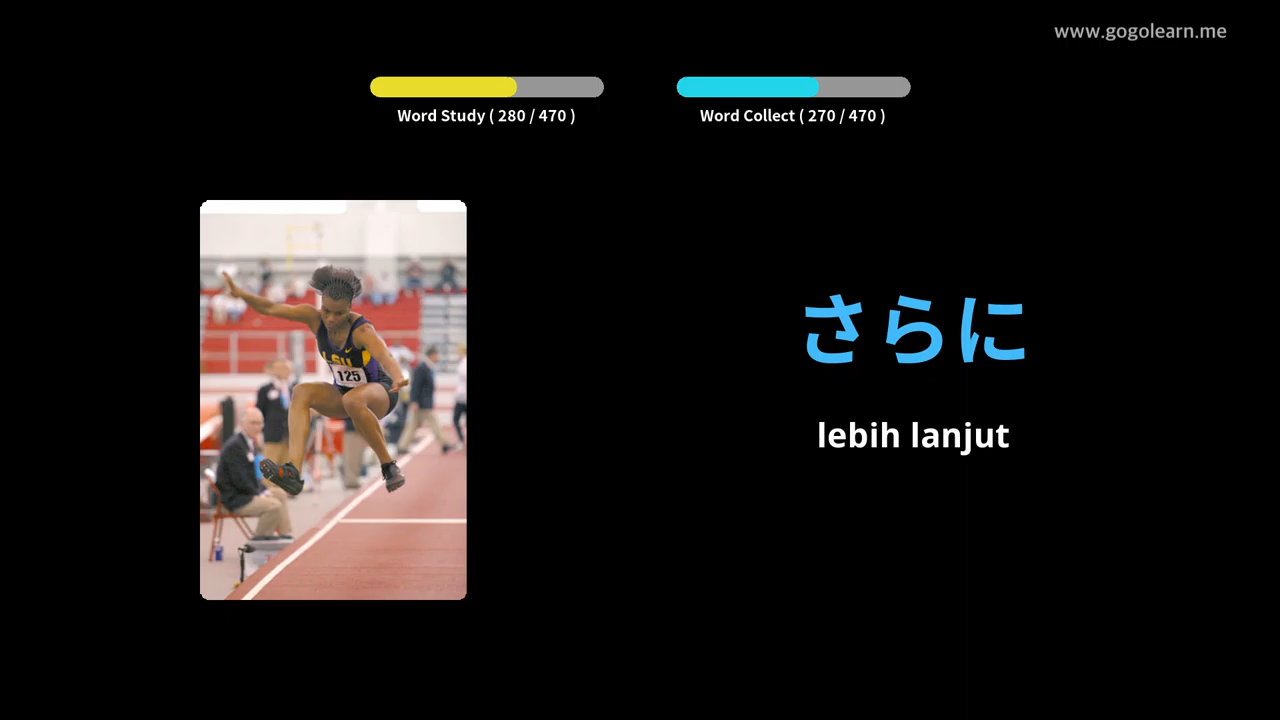 www.gogolearn.me
Word Study ( 280 / 470 )
Word Collect ( 270 / 470 )
LSU
125
さらに
lebih lanjut